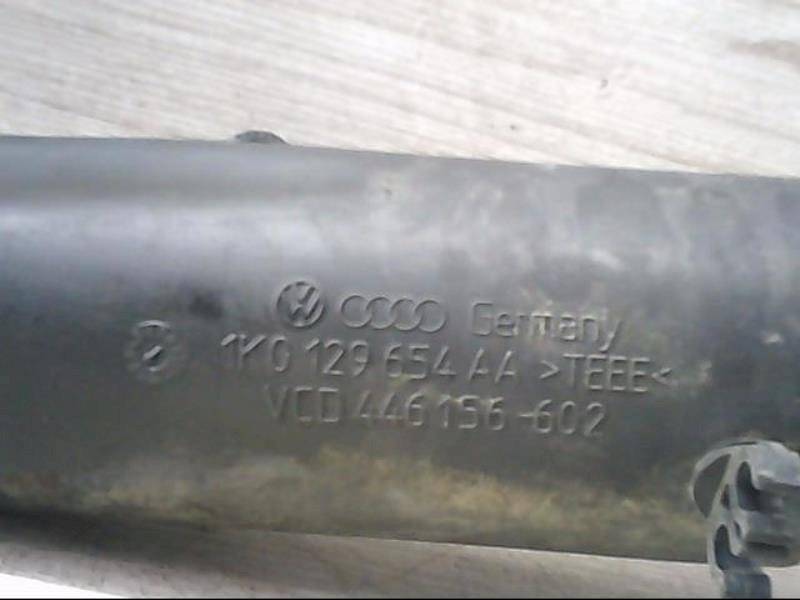 Germany
1K0 129 654 AA >TEEE<
VCD 446 156-602